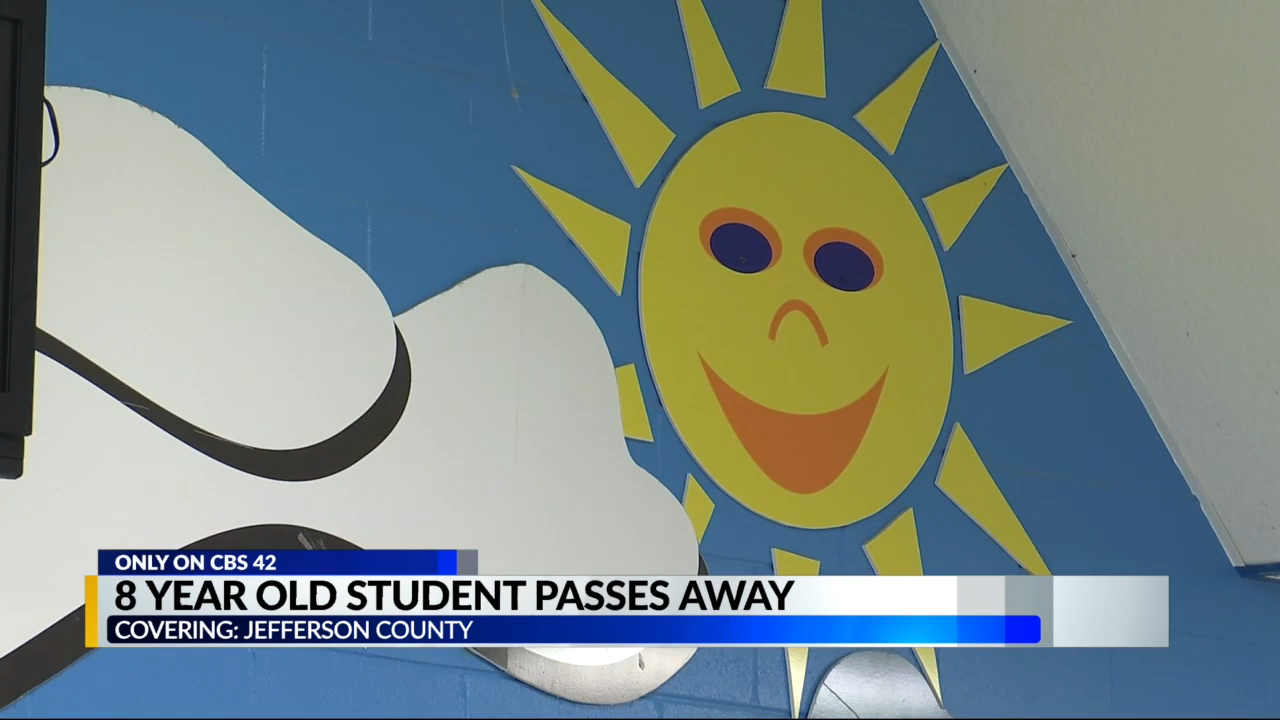 ONLY ON CBS 42
8 YEAR OLD STUDENT PASSES AWAY
COVERING: JEFFERSON COUNTY